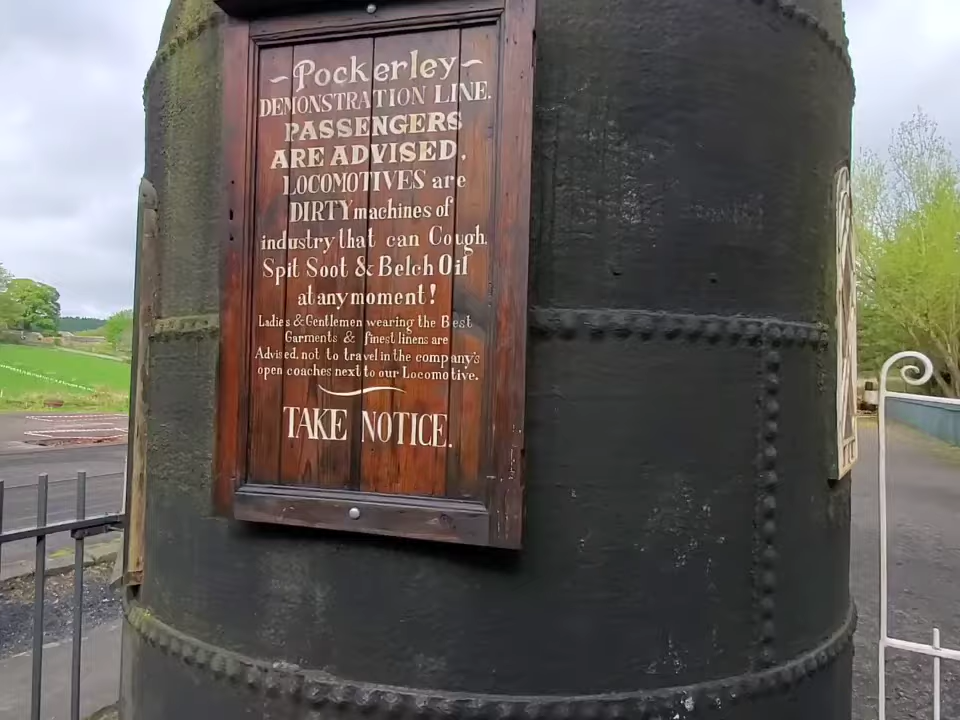 ~Pockerley~
DEMONSTRATION LINE.
PASSENGERS
ARE ADVISED.
LOCOMOTIVES are
DIRTY machines of
industry that can Cough,
Spit Soot & Belch Oil
at any moment!
Ladies & Gentlemen wearing the Best
Garments & finest linens are
Advised, not to travel in the company's
open coaches next to our Locomotive.
TAKE NOTICE.